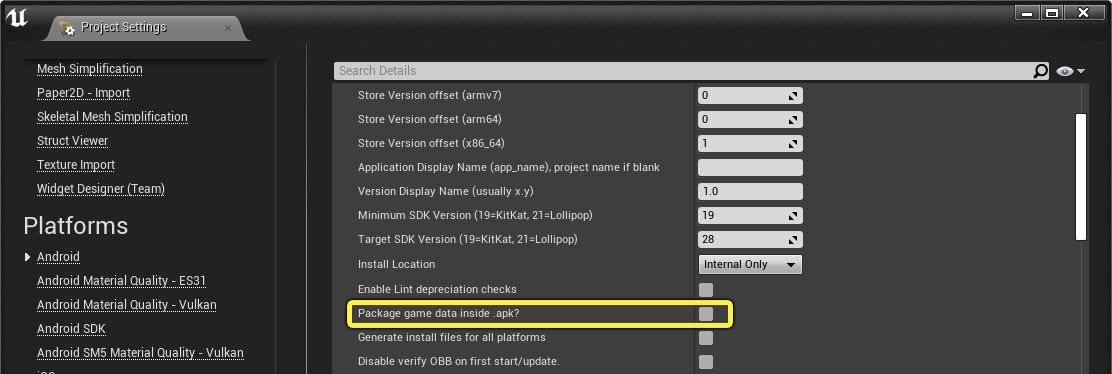 Project Settings
Mesh Simplification
Paper2D - Import
Skeletal Mesh Simplification
Struct Viewer
Texture Import
Widget Designer (Team)
Platforms
Android
Android Material Quality - ES31
Android Material Quality - Vulkan
Android SDK
Android SM5 Material Quality - Vulkan
Search Details
Store Version offset (armv7) 0
Store Version offset (arm64) 0
Store Version offset (x86_64) 1
Application Display Name (app_name), project name if blank
Version Display Name (usually x.y) 1.0
Minimum SDK Version (19=KitKat, 21=Lollipop) 19
Target SDK Version (19=KitKat, 21=Lollipop) 28
Install Location Internal Only
Enable Lint depreciation checks
Package game data inside .apk?
Generate install files for all platforms
Disable verify OBB on first start/update.